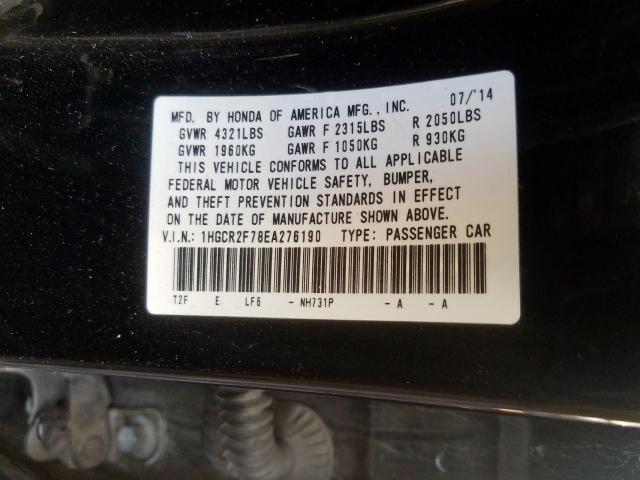 MFD. BY HONDA OF AMERICA MFG., INC. 07/'14
GVWR 4321LBS GAWR F 2315LBS R 2050LBS
GVWR 1960KG GAWR F 1050KG R 930KG
THIS VEHICLE CONFORMS TO ALL APPLICABLE
FEDERAL MOTOR VEHICLE SAFETY, BUMPER,
AND THEFT PREVENTION STANDARDS IN EFFECT
ON THE DATE OF MANUFACTURE SHOWN ABOVE.
V.I.N.: 1HGCR2F78EA276190 TYPE: PASSENGER CAR
T2F E LF6 - NH731P - A - A